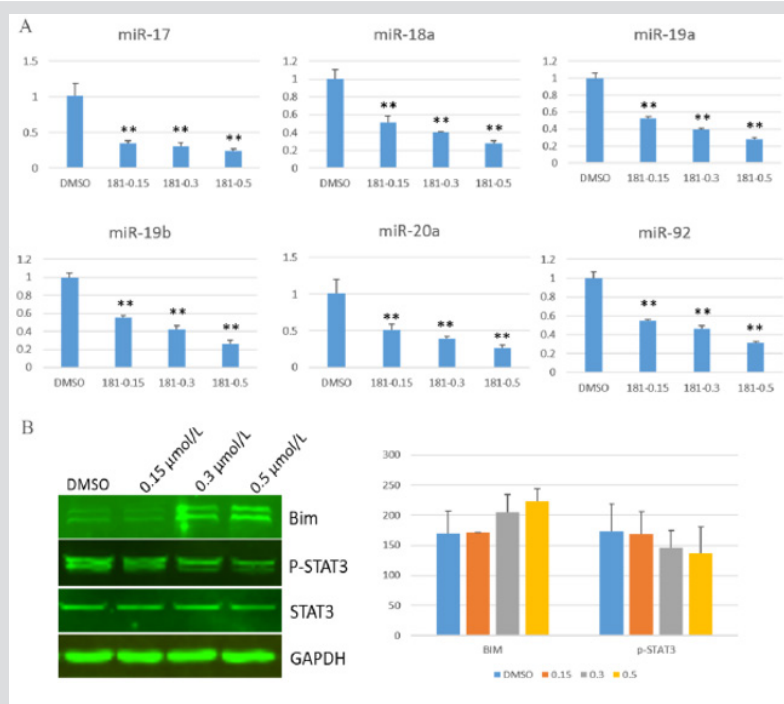 A
miR-17
1.5
1
0.5
0
**
**
**
DMSO 181-0.15 181-0.3 181-0.5
miR-18a
1.2
1
0.8
0.6
0.4
0.2
0
**
**
**
DMSO 181-0.15 181-0.3 181-0.5
miR-19a
1.2
1
0.8
0.6
0.4
0.2
0
**
**
**
DMSO 181-0.15 181-0.3 181-0.5
miR-19b
1.2
1
0.8
0.6
0.4
0.2
0
**
**
**
DMSO 181-0.15 181-0.3 181-0.5
miR-20a
1.5
1
0.5
0
**
**
**
DMSO 181-0.15 181-0.3 181-0.5
miR-92
1.2
1
0.8
0.6
0.4
0.2
0
**
**
**
DMSO 181-0.15 181-0.3 181-0.5
B
DMSO
0.15 µmol/L
0.3 µmol/L
0.5 µmol/L
Bim
P-STAT3
STAT3
GAPDH
300
250
200
150
100
50
0
BIM p-STAT3
DMSO 0.15 0.3 0.5